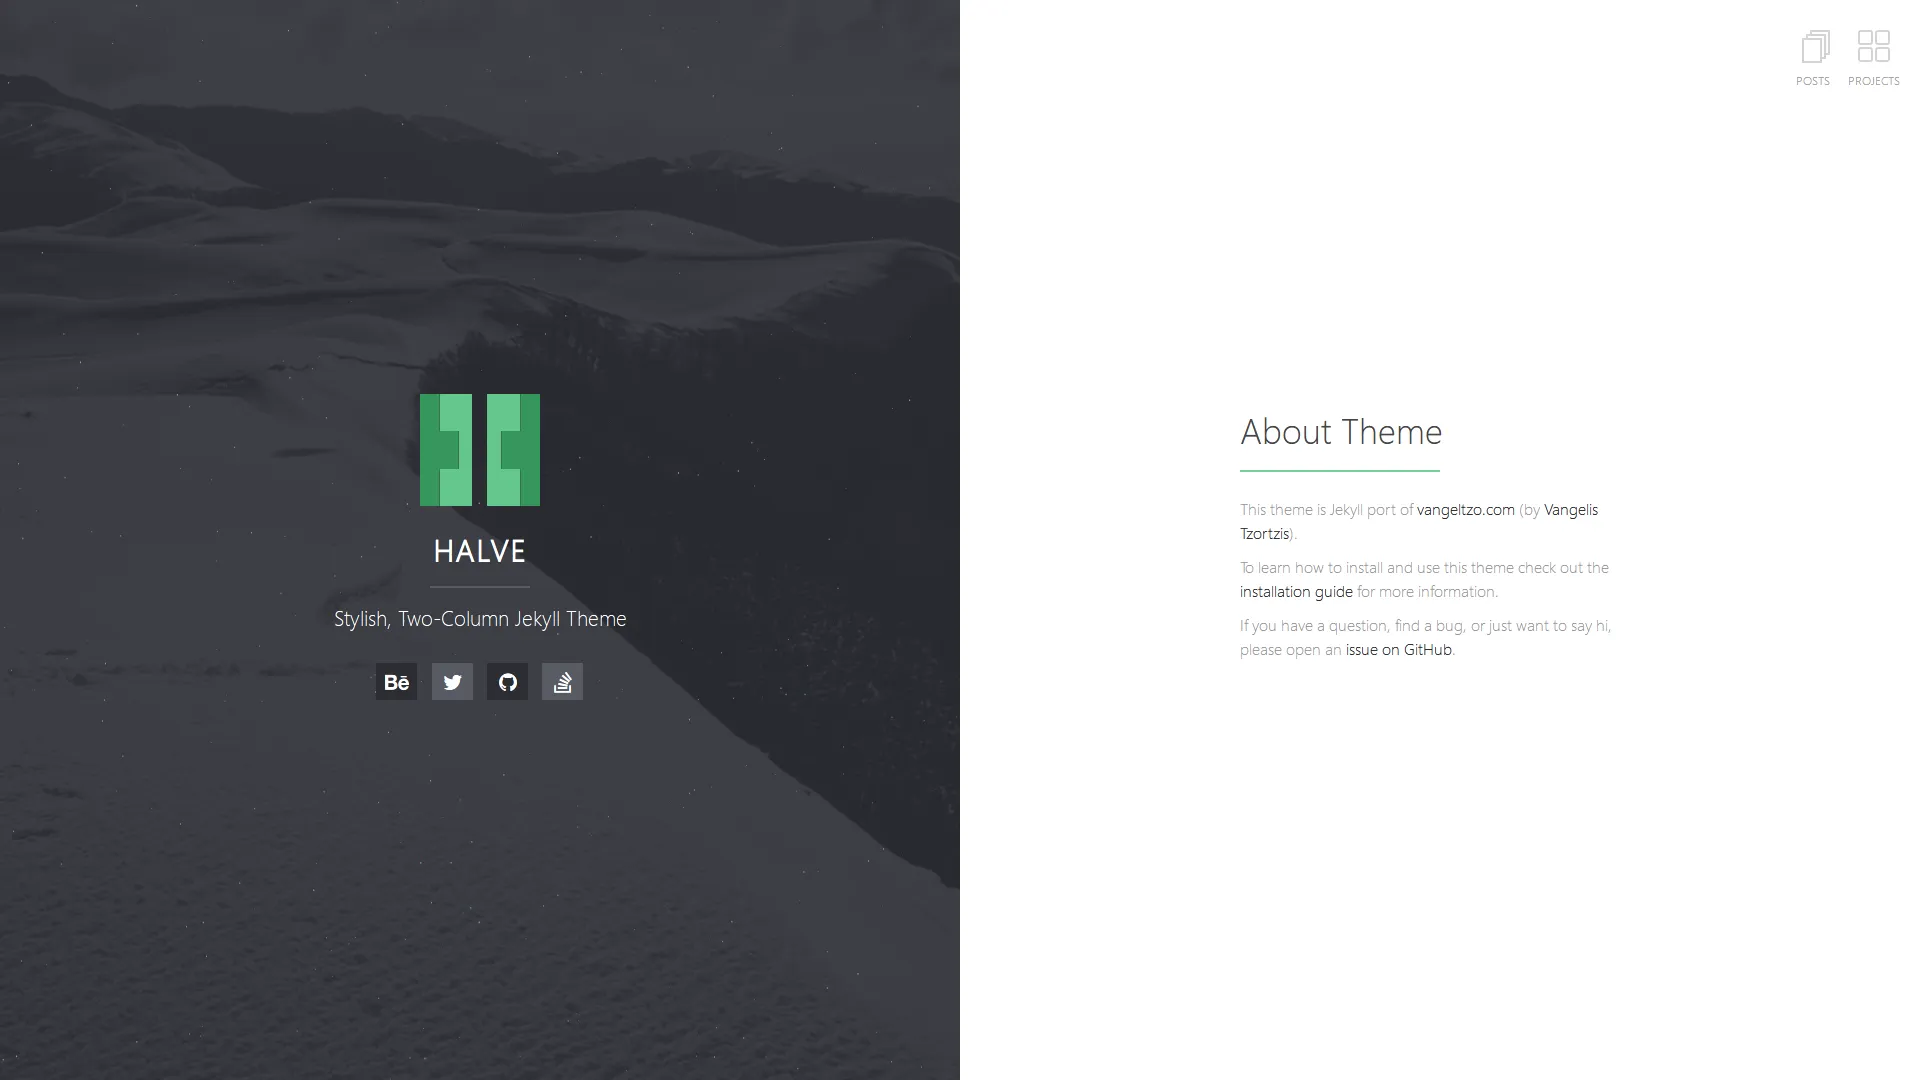 POSTS PROJECTS
HALVE
Stylish, Two-Column Jekyll Theme
Bē
About Theme
This theme is Jekyll port of vangeltzo.com (by Vangelis
Tzortzis).
To learn how to install and use this theme check out the
installation guide for more information.
If you have a question, find a bug, or just want to say hi,
please open an issue on GitHub.